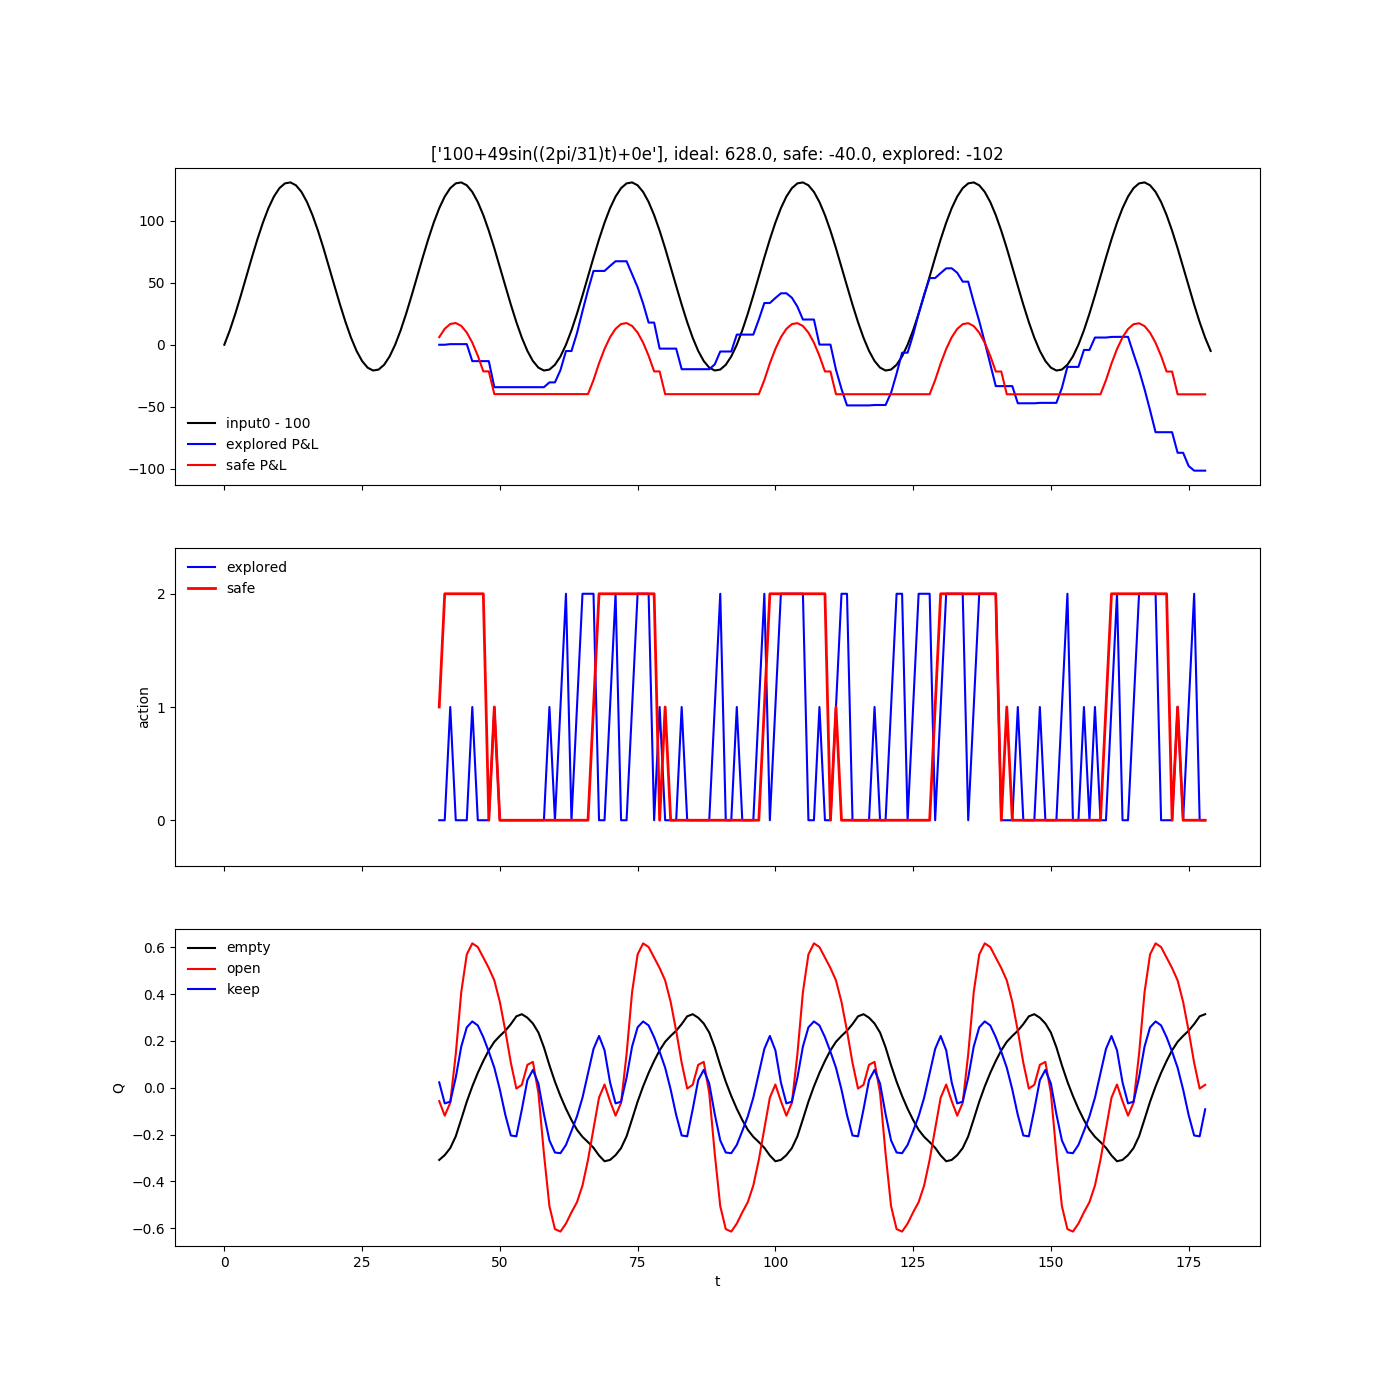 ['100+49sin((2pi/31)t)+0e'], ideal: 628.0, safe: -40.0, explored: -102
100
50
0
−50
−100
input0 - 100
explored P&L
safe P&L
explored
safe
2
1
0
action
empty
open
keep
0.6
0.4
0.2
0.0
−0.2
−0.4
−0.6
Q
0 25 50 75 100 125 150 175
t